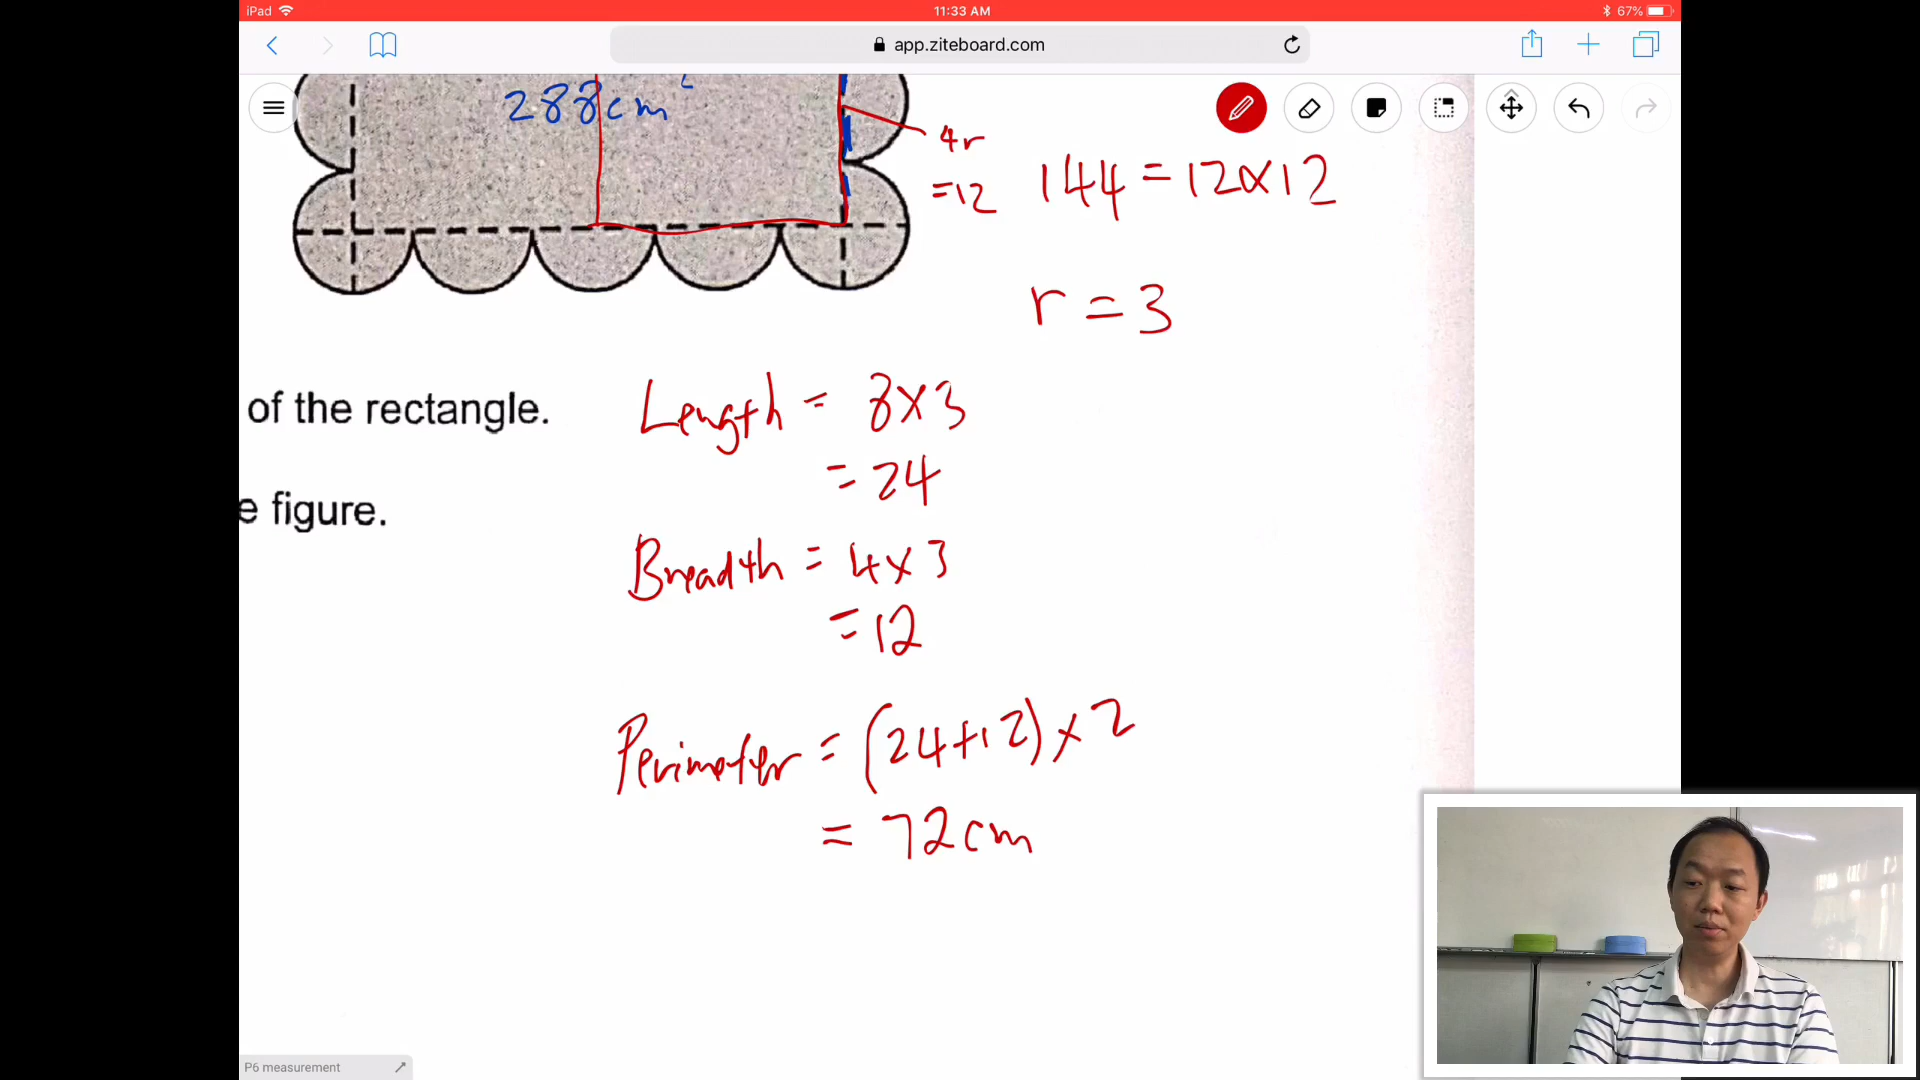 iPad 11:33 AM 67%
app.ziteboard.com
288cm²
4r
=12
144 = 12×12
r = 3
of the rectangle.
Length = 8×3
= 24
e figure.
Breadth = 4×3
= 12
Perimeter = (24+12)×2
= 72cm
P6 measurement